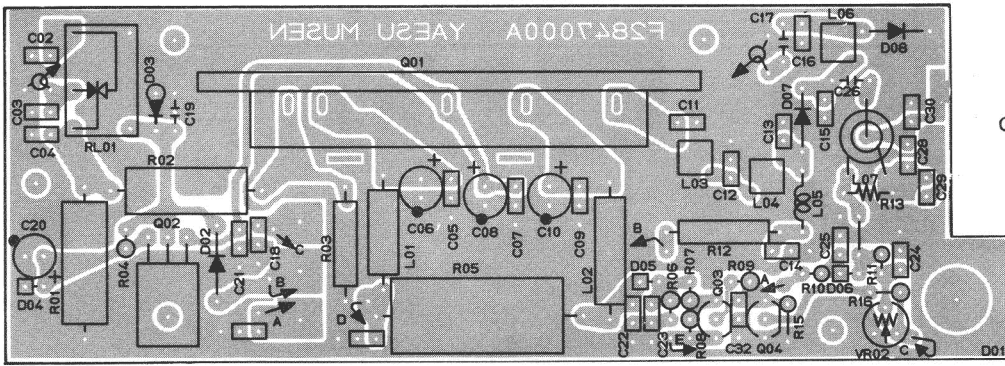 C02
D03
C19
C03
C04
RL01
F2847000A YAESU MUSEN
Q01
C17
L06
D08
C16
C26
D07
C15
C30
C11
C13
C28
C29
L03
C12
L04
L05
L07
R13
R02
Q02
C20
R04
D02
C21
C18
C
R03
L01
C06
C05
C08
C07
C10
C09
B
R12
C14
C25
C24
D04
R01
B
A
D
R05
L02
D05
R06
R07
R09
A
Q03
R10
D06
R11
R16
C22
C23
E
R08
C32
Q04
R15
VR02
C
D01
C